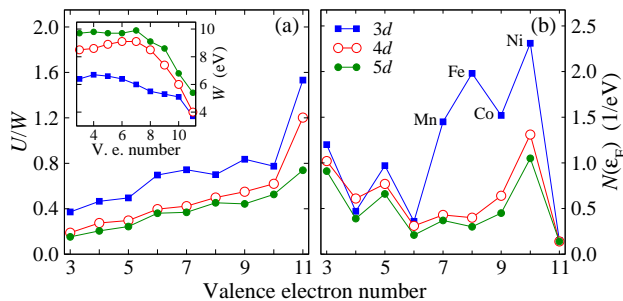 (a)
(b)
2.0
1.6
1.2
0.8
0.4
0.0
U/W
3
5
7
9
11
10
8
6
4
W (eV)
4
6
8
10
V. e. number
3d
4d
5d
Mn
Fe
Co
Ni
3
5
7
9
11
2.5
2.0
1.5
1.0
0.5
0.0
N(ε_F) (1/eV)
Valence electron number